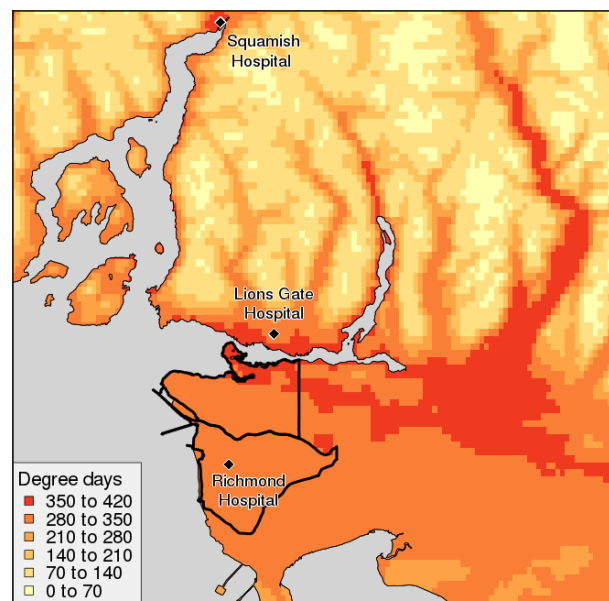 Squamish
Hospital
Lions Gate
Hospital
Richmond
Hospital
Degree days
350 to 420
280 to 350
210 to 280
140 to 210
70 to 140
0 to 70